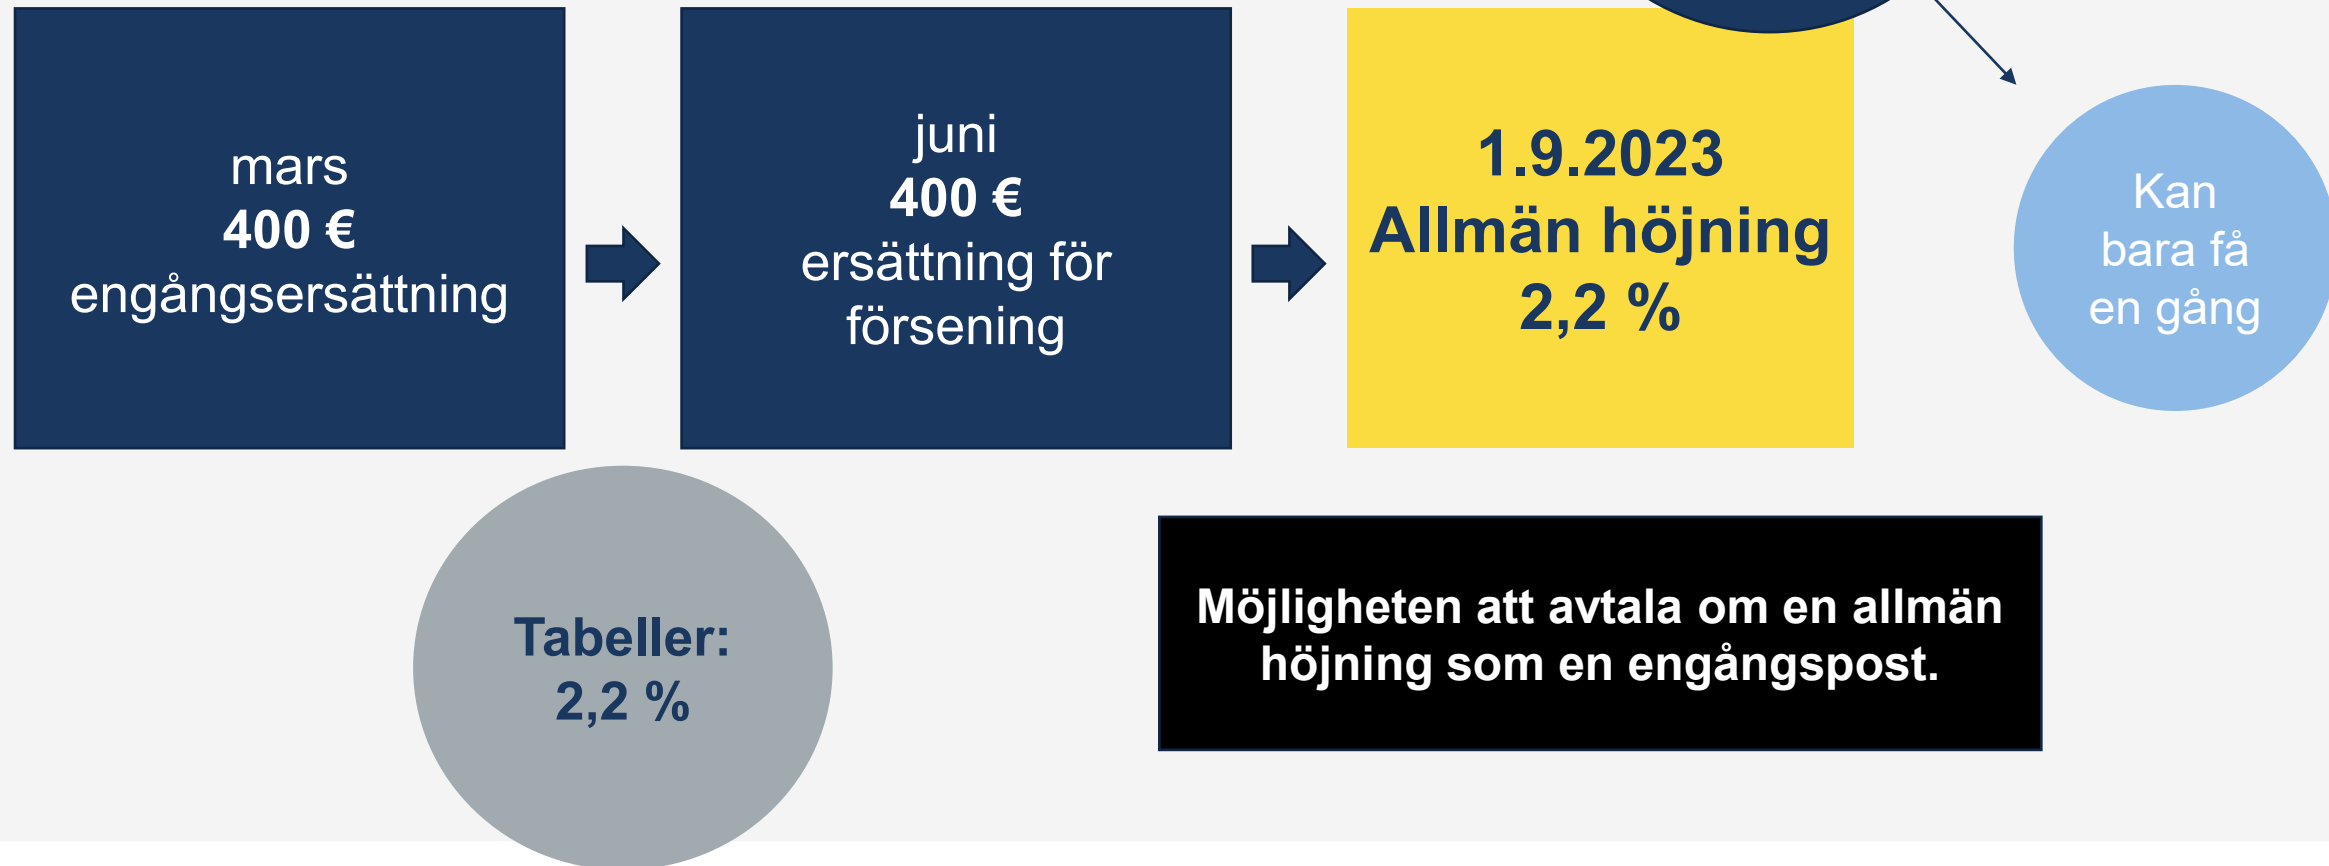 mars
400 €
engångsersättning
juni
400 €
ersättning för
försening
1.9.2023
Allmän höjning
2,2 %
Kan
bara få
en gång
Tabeller:
2,2 %
Möjligheten att avtala om en allmän
höjning som en engångspost.